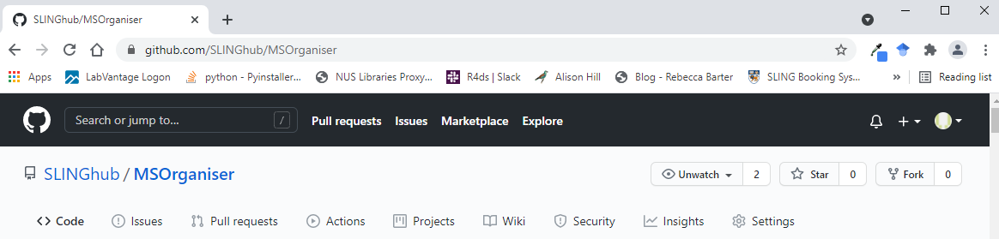 SLINGhub/MSOrganiser
github.com/SLINGhub/MSOrganiser
Apps LabVantage Logon python - Pyinstaller... NUS Libraries Proxy... R4ds | Slack Alison Hill Blog - Rebecca Barter SLING Booking Sys... » Reading list
Search or jump to... / Pull requests Issues Marketplace Explore
SLINGhub / MSOrganiser Unwatch 2 Star 0 Fork 0
Code Issues Pull requests Actions Projects Wiki Security Insights Settings